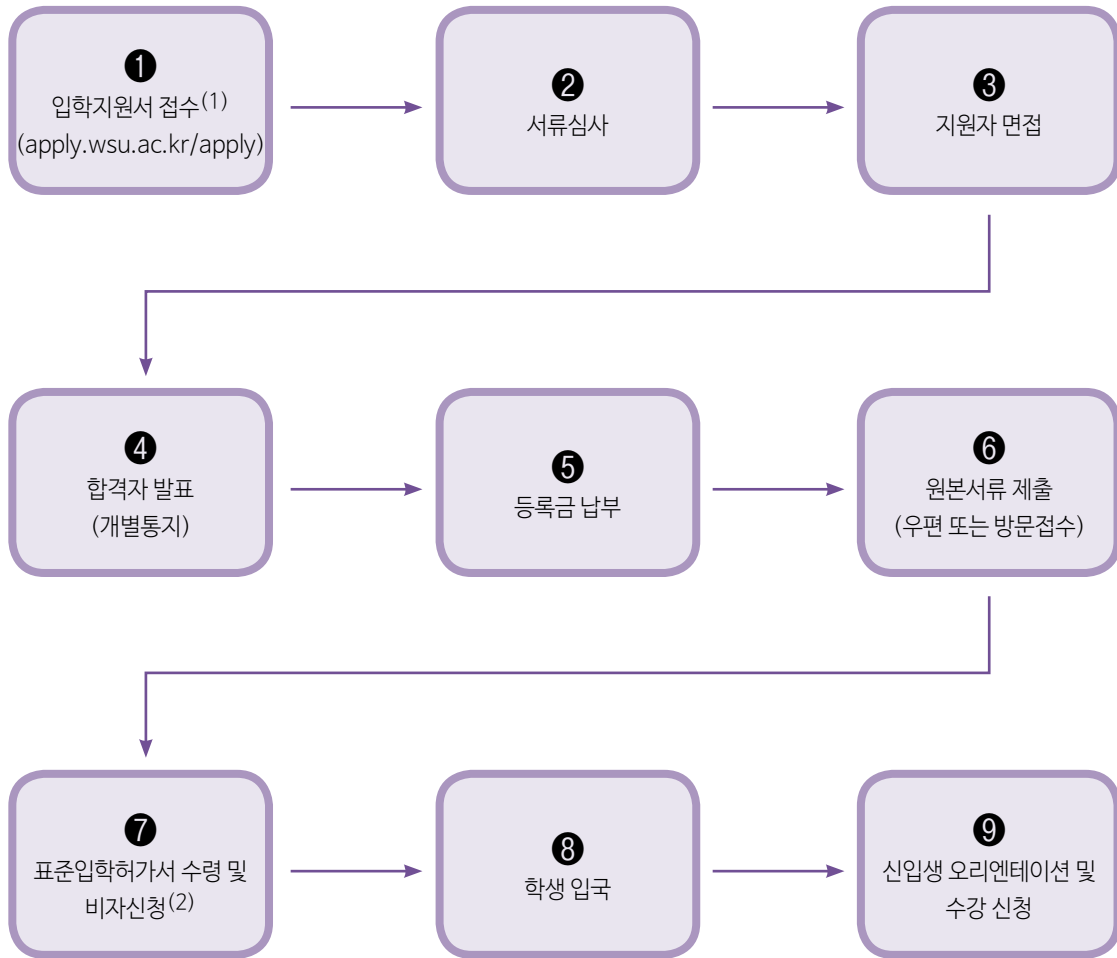 ❶
입학지원서 접수(1)
(apply.wsu.ac.kr/apply)
❷
서류심사
❸
지원자 면접
❹
합격자 발표
(개별통지)
❺
등록금 납부
❻
원본서류 제출
(우편 또는 방문접수)
❼
표준입학허가서 수령 및
비자신청(2)
❽
학생 입국
❾
신입생 오리엔테이션 및
수강 신청